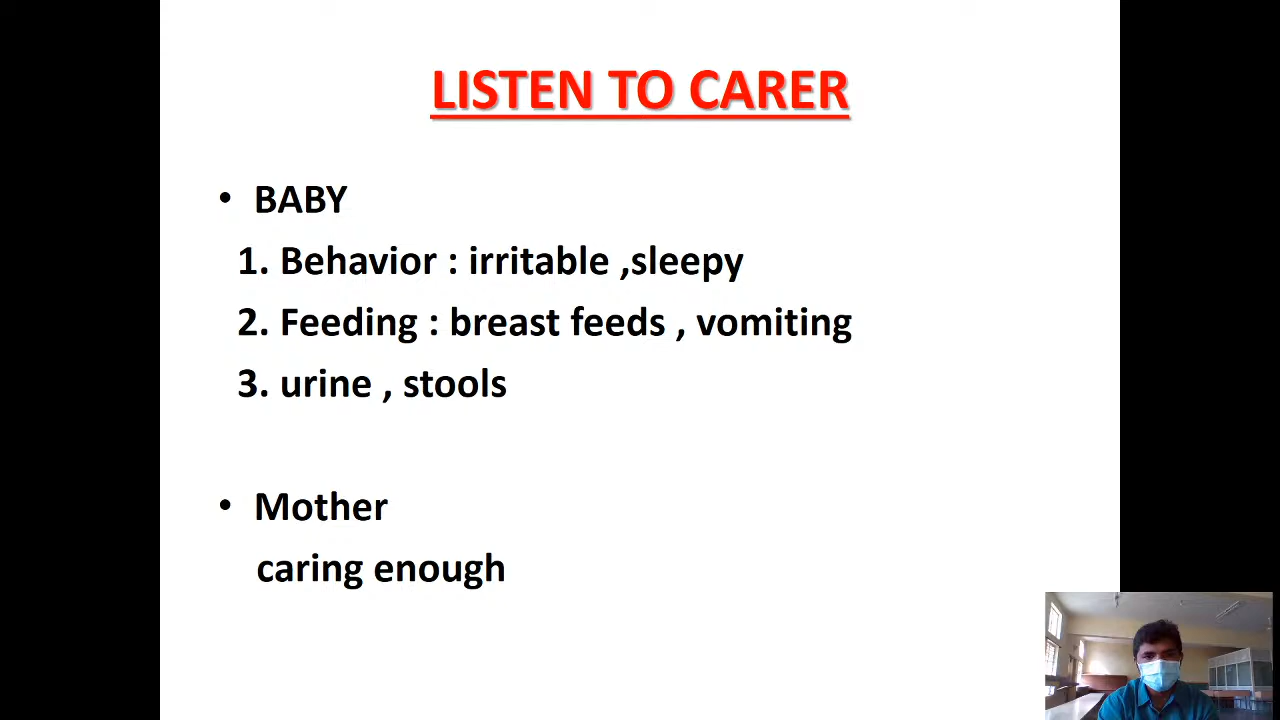 LISTEN TO CARER
• BABY
1. Behavior : irritable ,sleepy
2. Feeding : breast feeds , vomiting
3. urine , stools
• Mother
caring enough